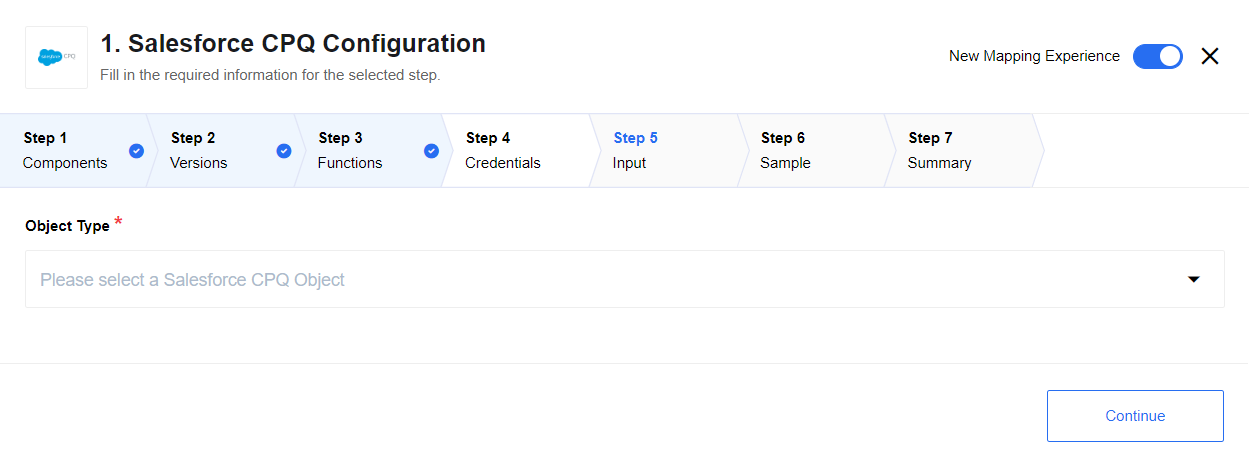 salesforce CPQ
1. Salesforce CPQ Configuration
Fill in the required information for the selected step.
New Mapping Experience
Step 1
Components
Step 2
Versions
Step 3
Functions
Step 4
Credentials
Step 5
Input
Step 6
Sample
Step 7
Summary
Object Type *
Please select a Salesforce CPQ Object
Continue